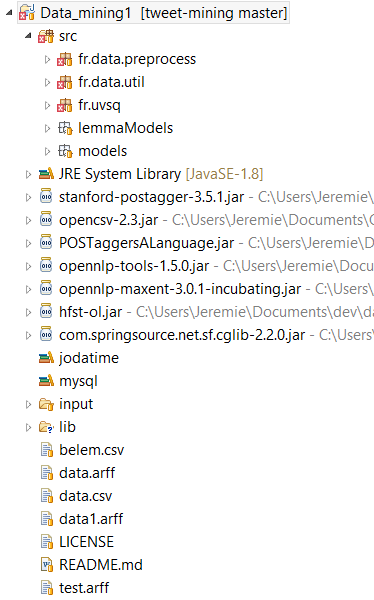 Data_mining1 [tweet-mining master]
src
fr.data.preprocess
fr.data.util
fr.uvsq
lemmaModels
models
JRE System Library [JavaSE-1.8]
stanford-postagger-3.5.1.jar - C:\Users\Jeremie\D
opencsv-2.3.jar - C:\Users\Jeremie\Documents\C
POSTaggersALanguage.jar - C:\Users\Jeremie\D
opennlp-tools-1.5.0.jar - C:\Users\Jeremie\Docu
opennlp-maxent-3.0.1-incubating.jar
hfst-ol.jar - C:\Users\Jeremie\Documents\dev\da
com.springsource.net.sf.cglib-2.2.0.jar - C:\Users
jodatime
mysql
input
lib
belem.csv
data.arff
data.csv
data1.arff
LICENSE
README.md
test.arff